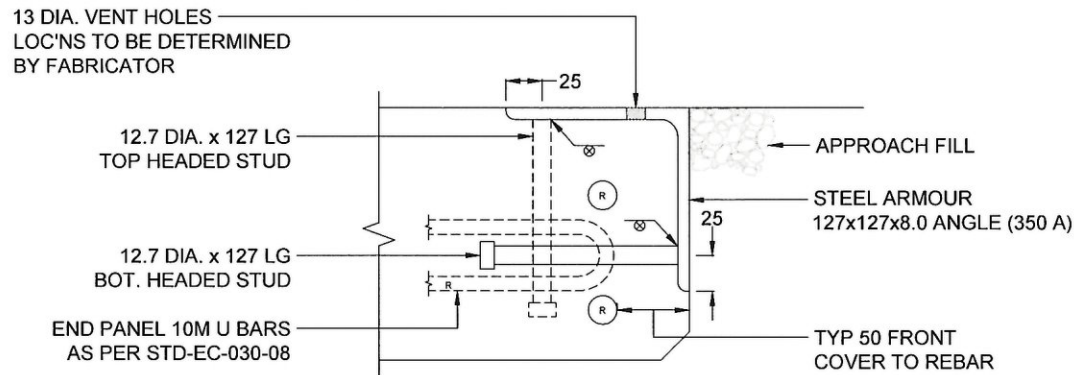 13 DIA. VENT HOLES
LOC'NS TO BE DETERMINED
BY FABRICATOR
25
12.7 DIA. x 127 LG
TOP HEADED STUD
APPROACH FILL
R
STEEL ARMOUR
127x127x8.0 ANGLE (350 A)
25
12.7 DIA. x 127 LG
BOT. HEADED STUD
R
R
END PANEL 10M U BARS
AS PER STD-EC-030-08
TYP 50 FRONT
COVER TO REBAR